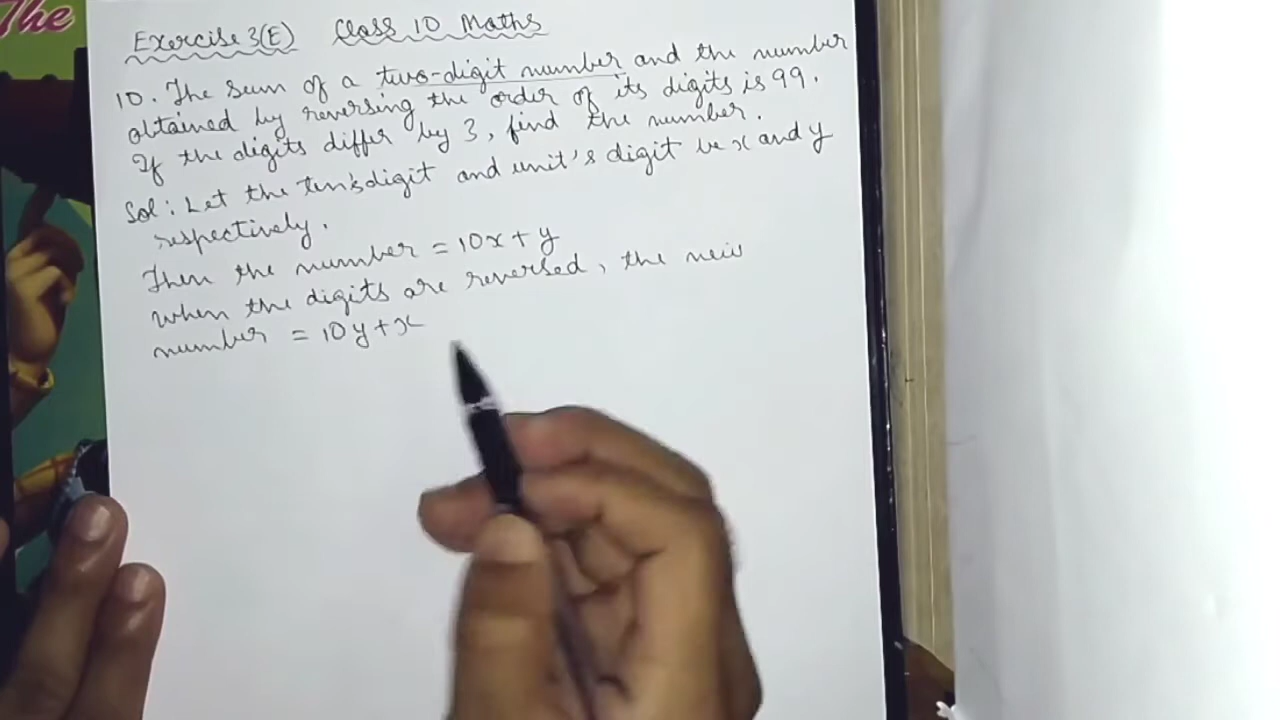 The
Exercise 3(E) Class 10 Maths
10. The sum of a two-digit number and the number
obtained by reversing the order of its digits is 99.
If the digits differ by 3, find the number.
Sol: Let the ten's digit and unit's digit be x and y
respectively.
Then the number = 10x + y
when the digits are reversed, the new
number = 10y + x